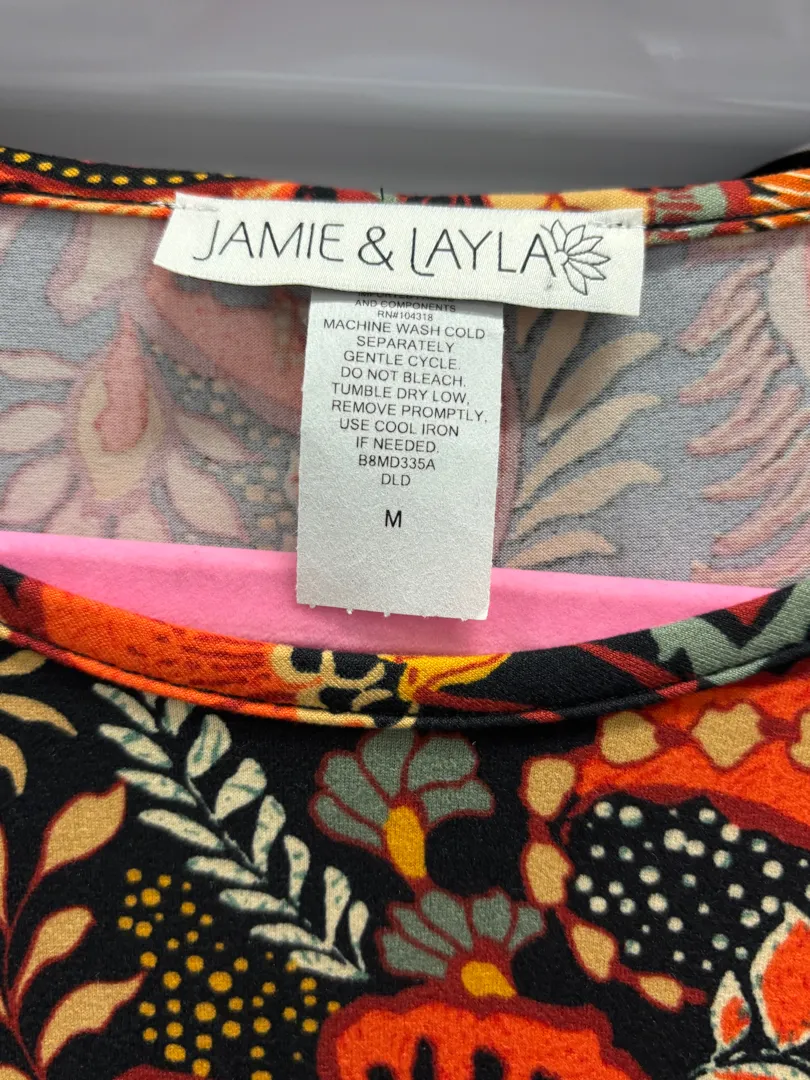 JAMIE & LAYLA
AND COMPONENTS
RN#104318
MACHINE WASH COLD
SEPARATELY
GENTLE CYCLE.
DO NOT BLEACH,
TUMBLE DRY LOW,
REMOVE PROMPTLY,
USE COOL IRON
IF NEEDED.
B8MD335A
DLD
M